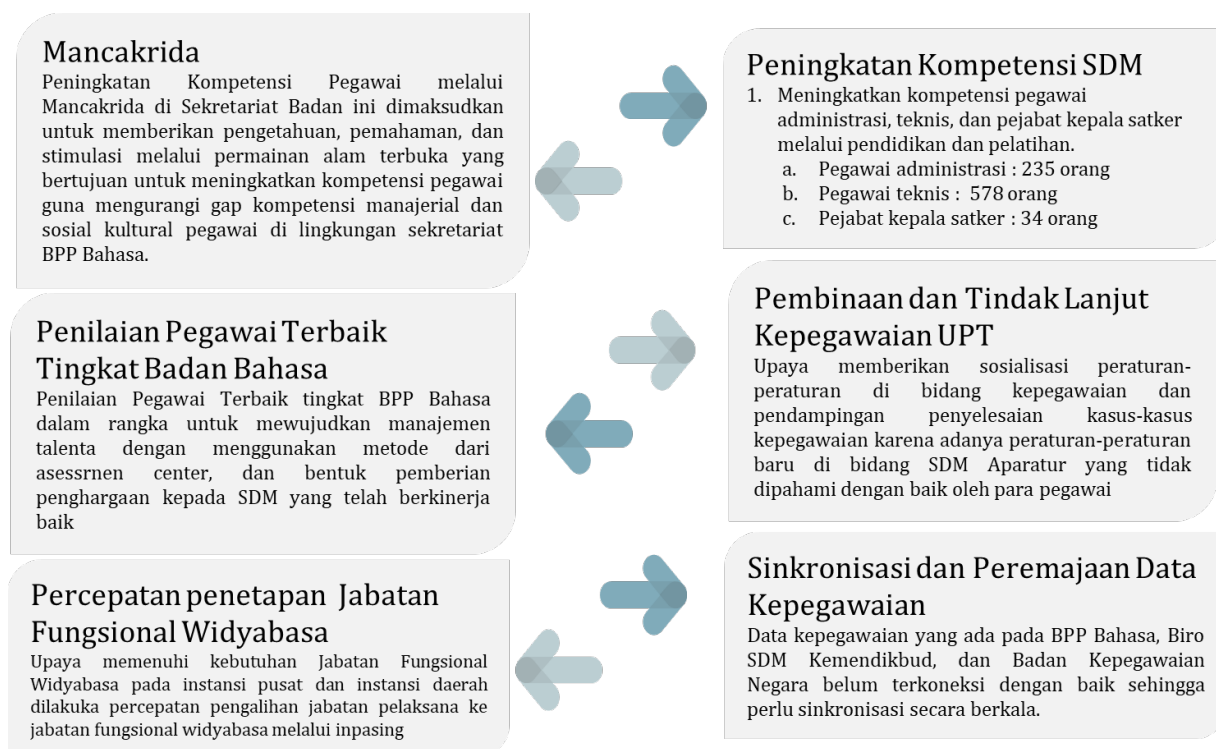 Mancakrida
Peningkatan Kompetensi Pegawai melalui
Mancakrida di Sekretariat Badan ini dimaksudkan
untuk memberikan pengetahuan, pemahaman, dan
stimulasi melalui permainan alam terbuka yang
bertujuan untuk meningkatkan kompetensi pegawai
guna mengurangi gap kompetensi manajerial dan
sosial kultural pegawai di lingkungan sekretariat
BPP Bahasa.
Peningkatan Kompetensi SDM
1. Meningkatkan kompetensi pegawai
administrasi, teknis, dan pejabat kepala satker
melalui pendidikan dan pelatihan.
a. Pegawai administrasi : 235 orang
b. Pegawai teknis : 578 orang
c. Pejabat kepala satker : 34 orang
Penilaian Pegawai Terbaik
Tingkat Badan Bahasa
Penilaian Pegawai Terbaik tingkat BPP Bahasa
dalam rangka untuk mewujudkan manajemen
talenta dengan menggunakan metode dari
asessrnen center, dan bentuk pemberian
penghargaan kepada SDM yang telah berkinerja
baik
Pembinaan dan Tindak Lanjut
Kepegawaian UPT
Upaya memberikan sosialisasi peraturan-
peraturan di bidang kepegawaian dan
pendampingan penyelesaian kasus-kasus
kepegawaian karena adanya peraturan-peraturan
baru di bidang SDM Aparatur yang tidak
dipahami dengan baik oleh para pegawai
Percepatan penetapan Jabatan
Fungsional Widyabasa
Upaya memenuhi kebutuhan Jabatan Fungsional
Widyabasa pada instansi pusat dan instansi daerah
dilakuka percepatan pengalihan jabatan pelaksana ke
jabatan fungsional widyabasa melalui inpasing
Sinkronisasi dan Peremajaan Data
Kepegawaian
Data kepegawaian yang ada pada BPP Bahasa, Biro
SDM Kemendikbud, dan Badan Kepegawaian
Negara belum terkoneksi dengan baik sehingga
perlu sinkronisasi secara berkala.